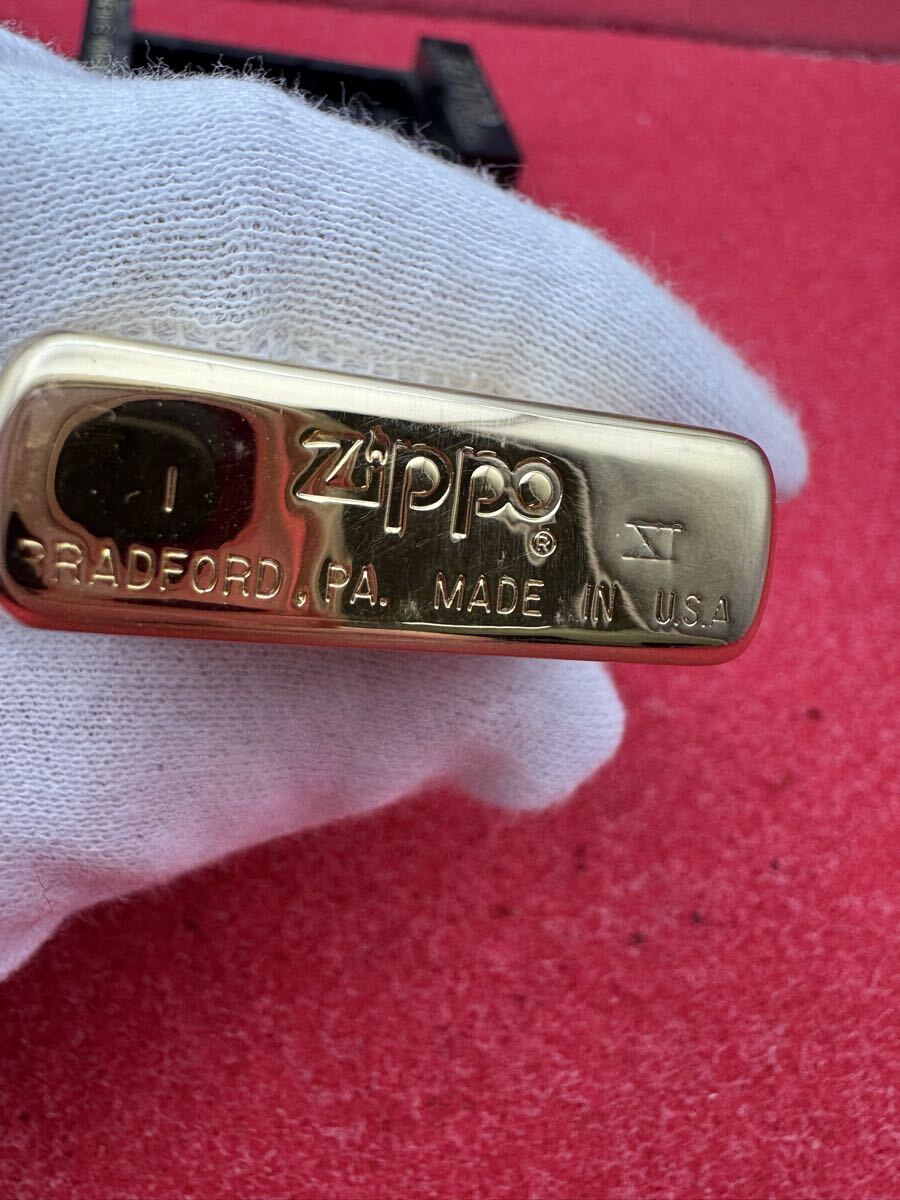 I Zippo XI
®
BRADFORD, PA. MADE IN U.S.A